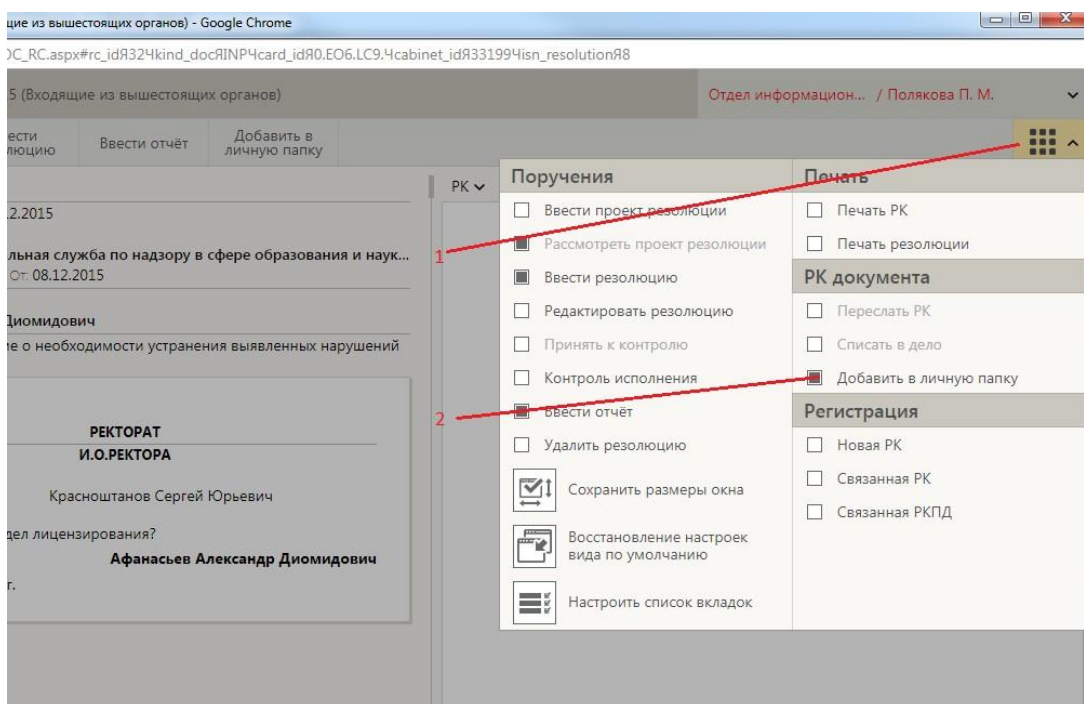 цие из вышестоящих органов) - Google Chrome
OC_RC.aspx#rc_idЯ32Чkind_docЯINPЧcard_idЯ0.EO6.LC9.Чcabinet_idЯ33199Чisn_resolutionЯ8
5 (Входящие из вышестоящих органов)
Отдел информацион... / Полякова П. М.
ести
люцию
Ввести отчёт
Добавить в
личную папку
РК
.2.2015
льная служба по надзору в сфере образования и наук...
От: 08.12.2015
Диомидович
ие о необходимости устранения выявленных нарушений
РЕКТОРАТ
И.О.РЕКТОРА
Красноштанов Сергей Юрьевич
дел лицензирования?
Афанасьев Александр Диомидович
г.
1
2
Поручения
Ввести проект резолюции
Рассмотреть проект резолюции
Ввести резолюцию
Редактировать резолюцию
Принять к контролю
Контроль исполнения
Ввести отчёт
Удалить резолюцию
Сохранить размеры окна
Восстановление настроек
вида по умолчанию
Настроить список вкладок
Печать
Печать РК
Печать резолюции
РК документа
Переслать РК
Списать в дело
Добавить в личную папку
Регистрация
Новая РК
Связанная РК
Связанная РКПД